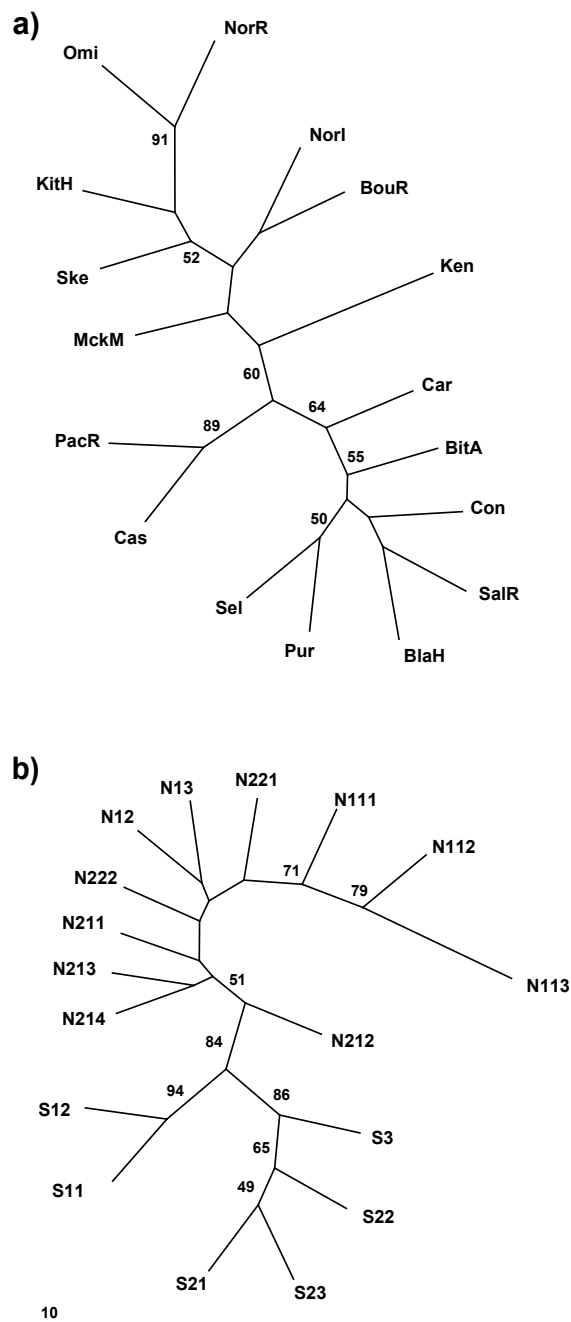 a)
NorR
Omi
NorI
91
KitH
BouR
52
Ske
Ken
MckM
60
Car
64
89
PacR
BitA
55
Con
50
Cas
SalR
Sel
Pur
BlaH
b)
N13
N221
N111
N12
N112
71
N222
79
N211
N213
51
N113
N214
N212
84
94
86
S12
S3
65
S11
49
S22
S21
S23
10